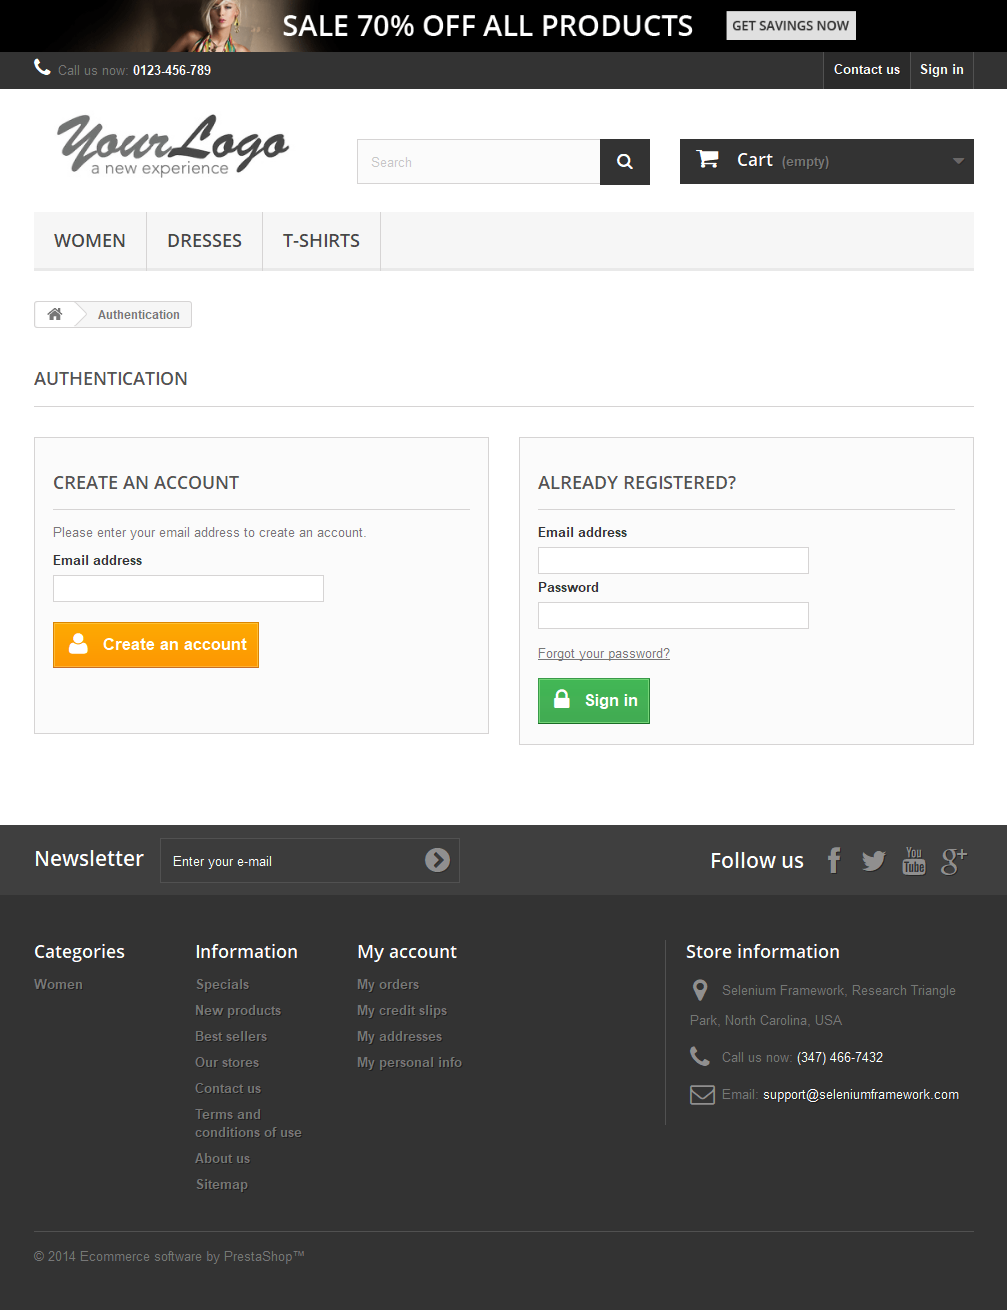 SALE 70% OFF ALL PRODUCTS GET SAVINGS NOW
Call us now: 0123-456-789 Contact us Sign in
YourLogo
a new experience
Search
Cart (empty)
WOMEN DRESSES T-SHIRTS
Authentication
AUTHENTICATION
CREATE AN ACCOUNT
Please enter your email address to create an account.
Email address
Create an account
ALREADY REGISTERED?
Email address
Password
Forgot your password?
Sign in
Newsletter Enter your e-mail Follow us
You
Tube
g+
Categories
Women
Information
Specials
New products
Best sellers
Our stores
Contact us
Terms and
conditions of use
About us
Sitemap
My account
My orders
My credit slips
My addresses
My personal info
Store information
Selenium Framework, Research Triangle
Park, North Carolina, USA
Call us now: (347) 466-7432
Email: support@seleniumframework.com
© 2014 Ecommerce software by PrestaShop™